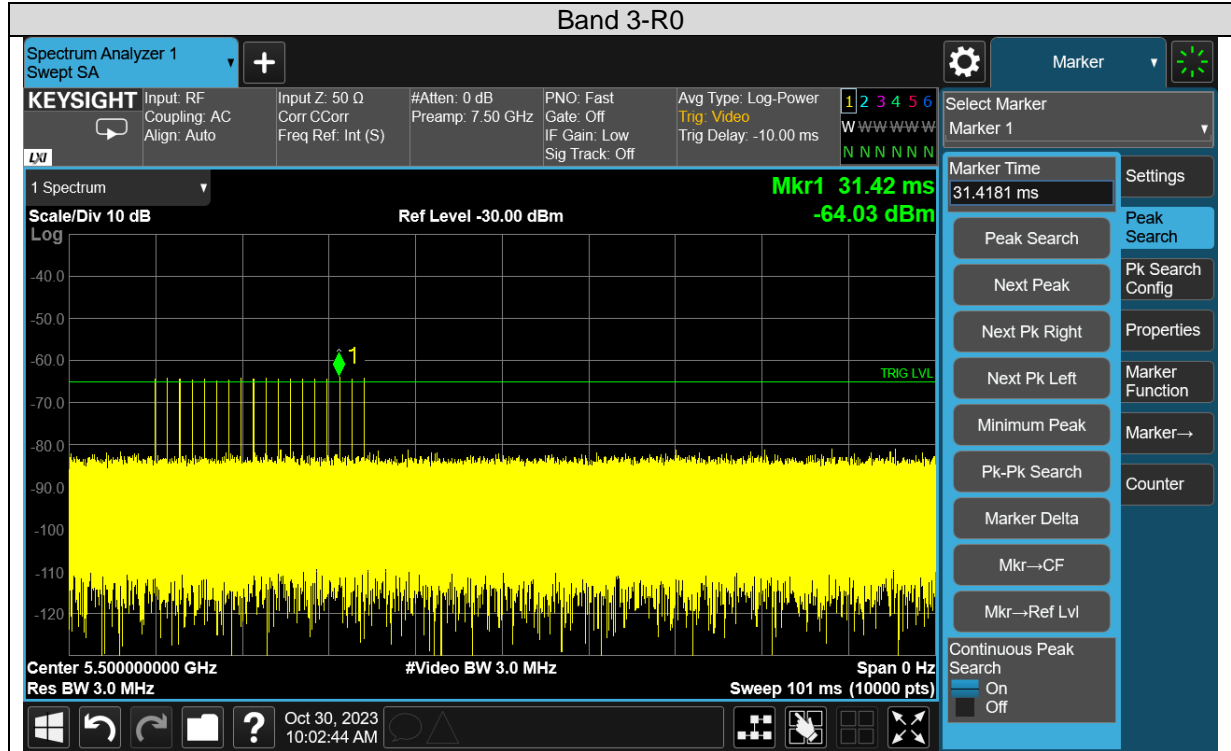 Band 3-R0
Spectrum Analyzer 1
Swept SA
Marker
KEYSIGHT
LXI
Input: RF
Coupling: AC
Align: Auto
Input Z: 50 Ω
Corr CCorr
Freq Ref: Int (S)
#Atten: 0 dB
Preamp: 7.50 GHz
PNO: Fast
Gate: Off
IF Gain: Low
Sig Track: Off
Avg Type: Log-Power
Trig: Video
Trig Delay: -10.00 ms
1 2 3 4 5 6
W W W W W W
N N N N N N
Select Marker
Marker 1
1 Spectrum
Mkr1 31.42 ms
Scale/Div 10 dB
Ref Level -30.00 dBm
-64.03 dBm
Log
-40.0
-50.0
-60.0
-70.0
-80.0
-90.0
-100
-110
-120
1
TRIG LVL
Center 5.500000000 GHz
#Video BW 3.0 MHz
Span 0 Hz
Res BW 3.0 MHz
Sweep 101 ms (10000 pts)
Marker Time
31.4181 ms
Peak Search
Next Peak
Next Pk Right
Next Pk Left
Minimum Peak
Pk-Pk Search
Marker Delta
Mkr→CF
Mkr→Ref Lvl
Continuous Peak
Search
On
Off
Settings
Peak
Search
Pk Search
Config
Properties
Marker
Function
Marker→
Counter
?
Oct 30, 2023
10:02:44 AM